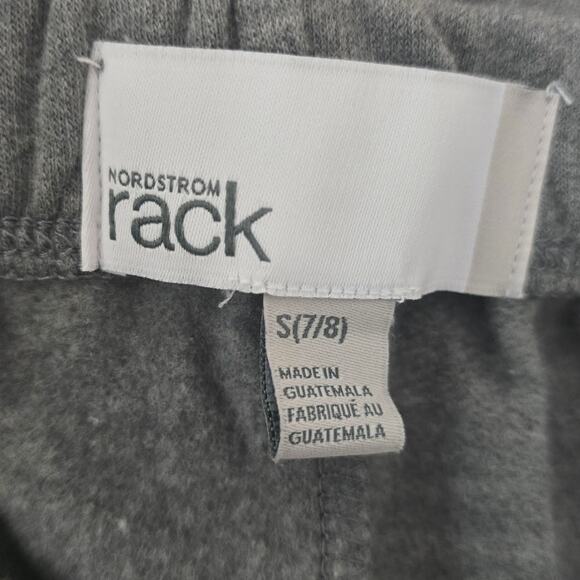 NORDSTROM
rack
S(7/8)
MADE IN
GUATEMALA
FABRIQUÉ AU
GUATEMALA